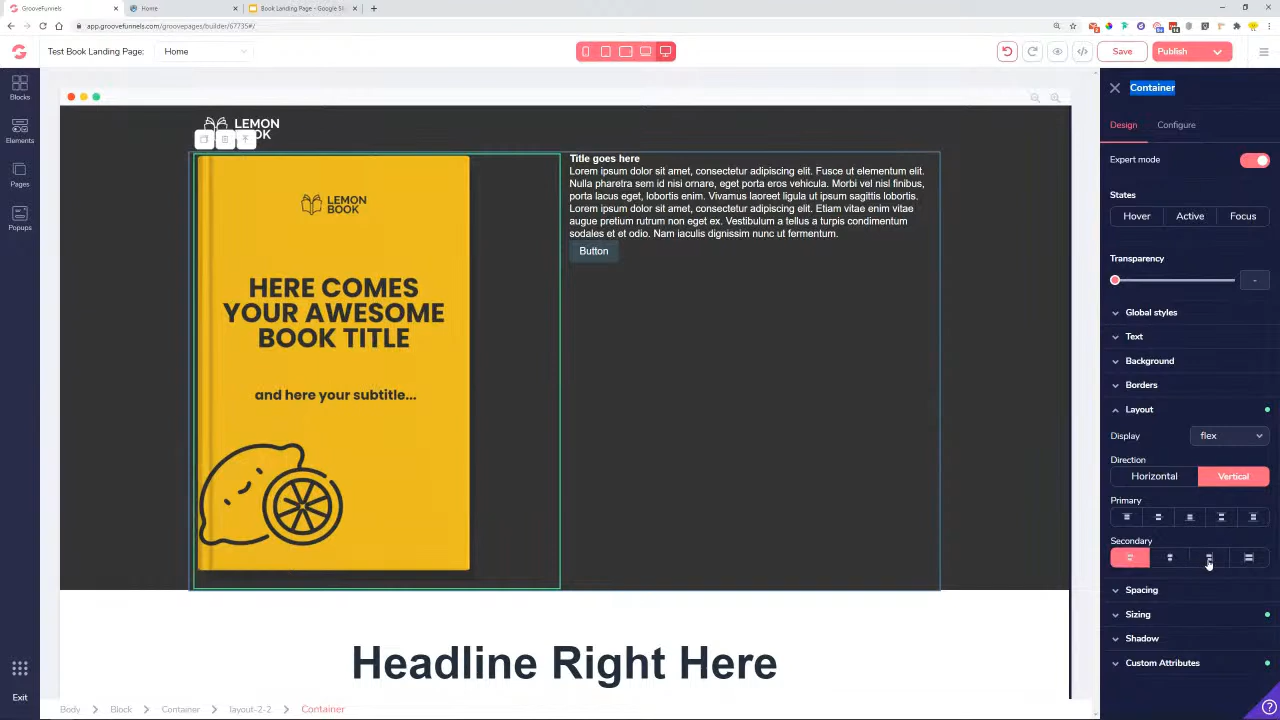 GrooveFunnels
Home
Book Landing Page - Google Sli
app.groovefunnels.com/groovepages/builder/67735#/
Test Book Landing Page:
Home
Save
Publish
Blocks
Elements
Pages
Popups
Exit
LEMON
BOOK
LEMON
BOOK
HERE COMES
YOUR AWESOME
BOOK TITLE
and here your subtitle...
Title goes here
Lorem ipsum dolor sit amet, consectetur adipiscing elit. Fusce ut elementum elit.
Nulla pharetra sem id nisi ornare, eget porta eros vehicula. Morbi vel nisl finibus,
porta lacus eget, lobortis enim. Vivamus laoreet ligula ut ipsum sagittis lobortis.
Lorem ipsum dolor sit amet, consectetur adipiscing elit. Etiam vitae enim vitae
augue pretium rutrum non eget ex. Vestibulum a tellus a turpis condimentum
sodales et et odio. Nam iaculis dignissim nunc ut fermentum.
Button
Headline Right Here
Body
Block
Container
layout-2-2
Container
Container
Design
Configure
Expert mode
States
Hover
Active
Focus
Transparency
-
Global styles
Text
Background
Borders
Layout
Display
flex
Direction
Horizontal
Vertical
Primary
Secondary
Spacing
Sizing
Shadow
Custom Attributes